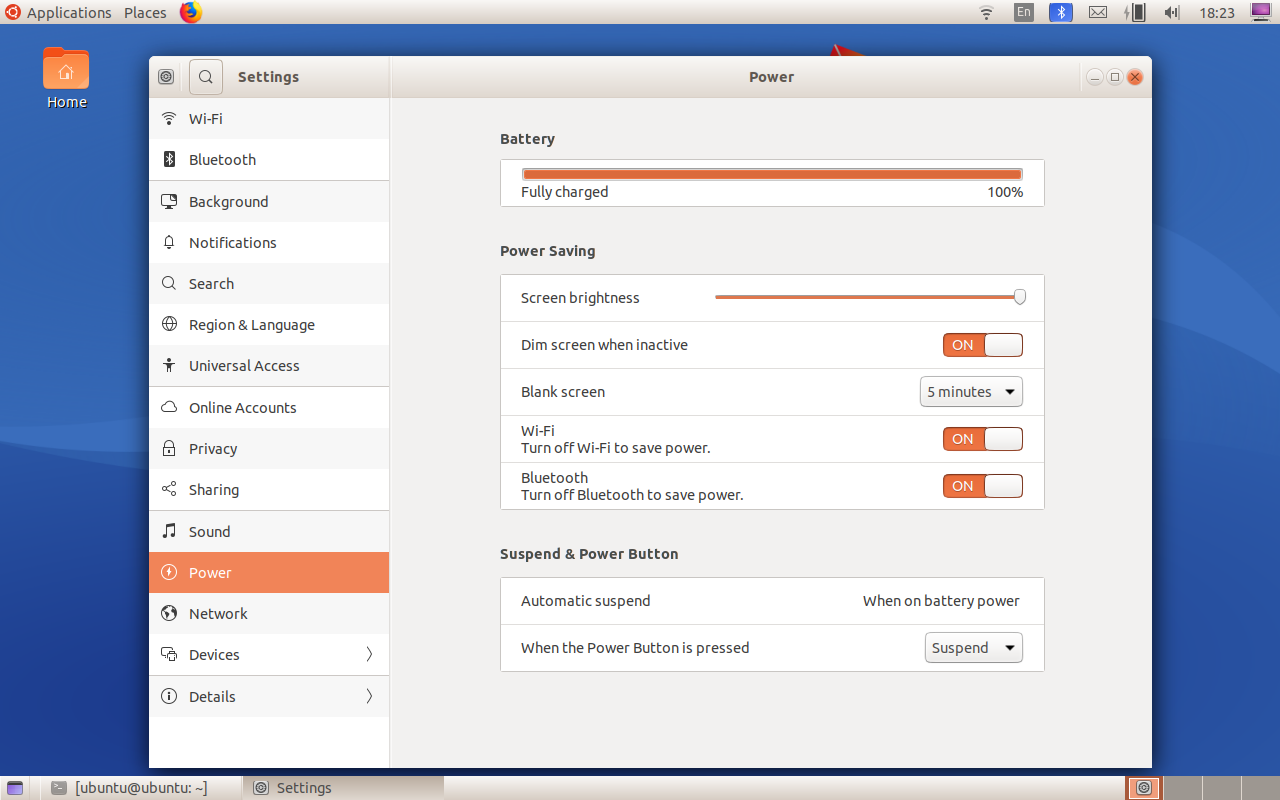 Applications Places En 18:23
Home
Settings
Power
Wi-Fi
Bluetooth
Background
Notifications
Search
Region & Language
Universal Access
Online Accounts
Privacy
Sharing
Sound
Power
Network
Devices
Details
Battery
Fully charged 100%
Power Saving
Screen brightness
Dim screen when inactive ON
Blank screen 5 minutes
Wi-Fi
Turn off Wi-Fi to save power. ON
Bluetooth
Turn off Bluetooth to save power. ON
Suspend & Power Button
Automatic suspend When on battery power
When the Power Button is pressed Suspend
[ubuntu@ubuntu: ~] Settings